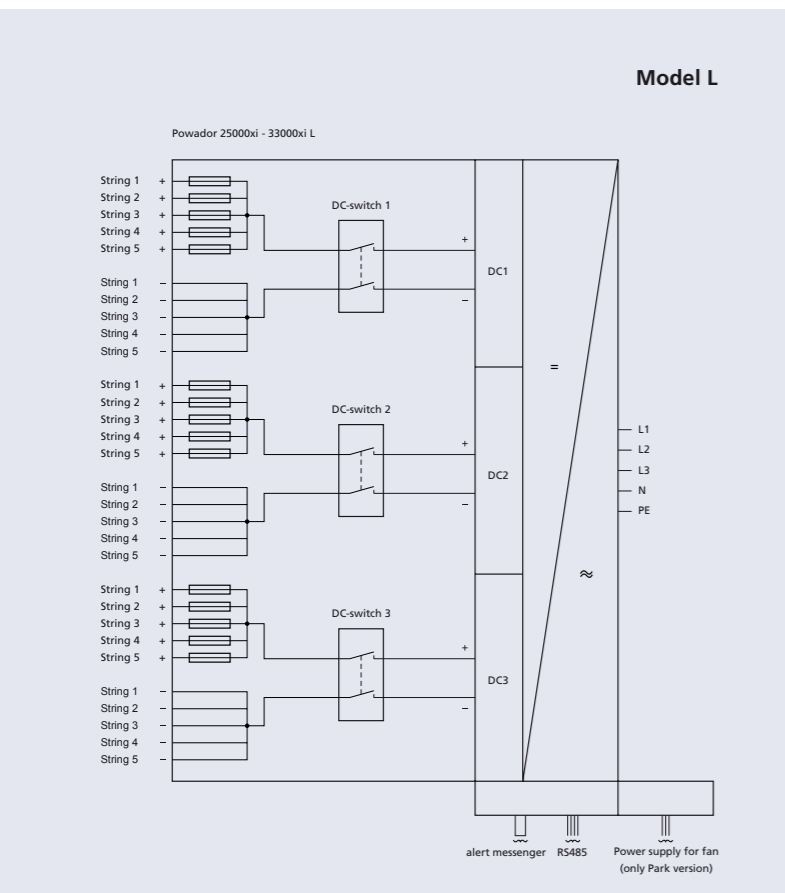 Model L
Powador 25000xi - 33000xi L
String 1 +
String 2 +
String 3 +
String 4 +
String 5 +
DC-switch 1
+
String 1 –
String 2 –
String 3 –
String 4 –
String 5 –
–
DC1
String 1 +
String 2 +
String 3 +
String 4 +
String 5 +
DC-switch 2
+
String 1 –
String 2 –
String 3 –
String 4 –
String 5 –
–
DC2
String 1 +
String 2 +
String 3 +
String 4 +
String 5 +
DC-switch 3
+
String 1 –
String 2 –
String 3 –
String 4 –
String 5 –
–
DC3
=
≈
L1
L2
L3
N
PE
alert messenger
RS485
Power supply for fan
(only Park version)